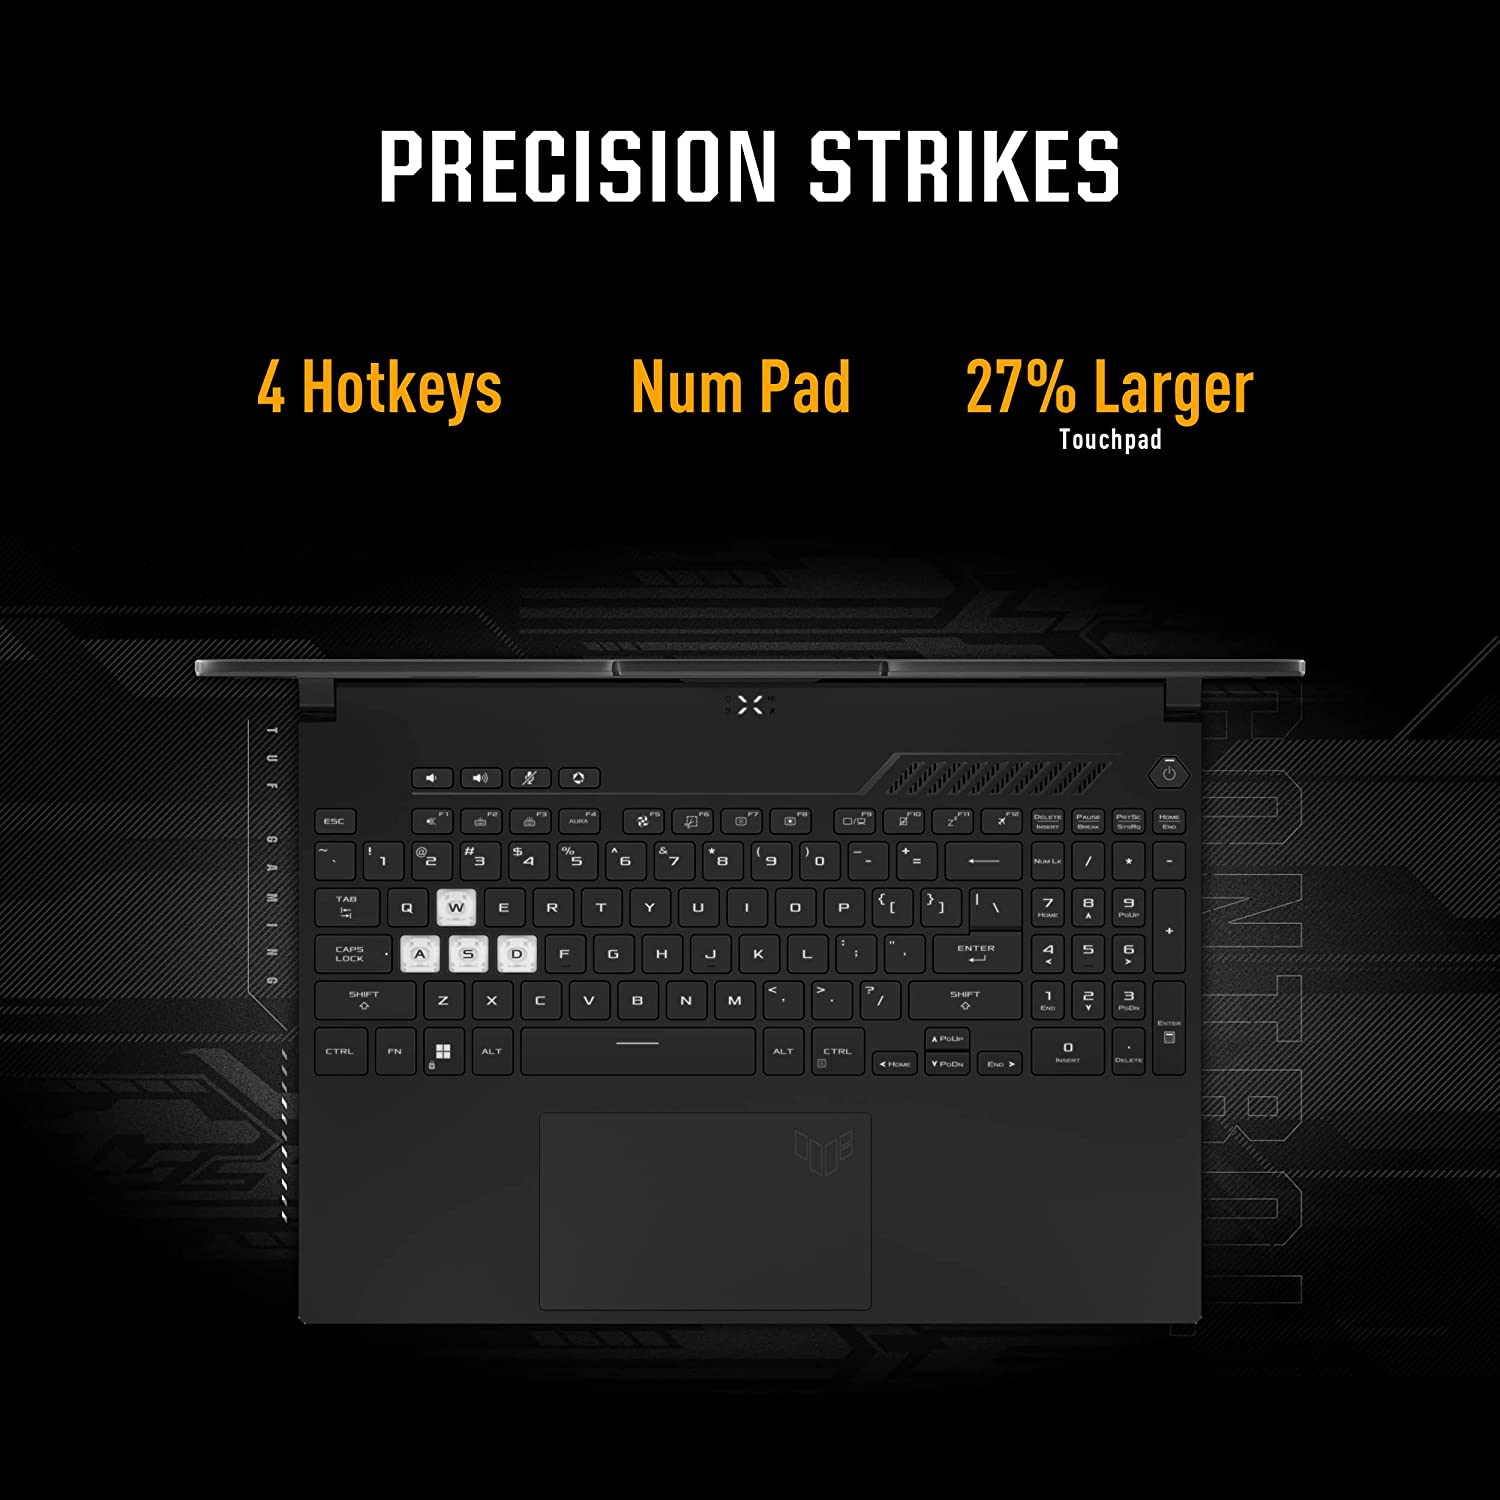 PRECISION STRIKES
4 Hotkeys Num Pad 27% Larger
Touchpad
TUF GAMING
CONTROL
ESC F1 F2 F3 AURA F4 F5 F6 F7 F8 F9 F10 F11 F12 DELETE INSERT PAUSE BREAK PRTSC SYSRQ HOME END
~ ` ! 1 @ 2 # 3 $ 4 % 5 ^ 6 & 7 * 8 ( 9 ) 0 _ - + = NUM LK / * -
TAB Q W E R T Y U I O P { [ } ] | \ 7 HOME 8 9 PGUP +
CAPS LOCK A S D F G H J K L : ; " ' ENTER 4 5 6
SHIFT Z X C V B N M < , > . ? / SHIFT 1 END 2 3 PGDN ENTER
CTRL FN ALT ALT CTRL HOME PGUP PGDN END 0 INSERT . DELETE